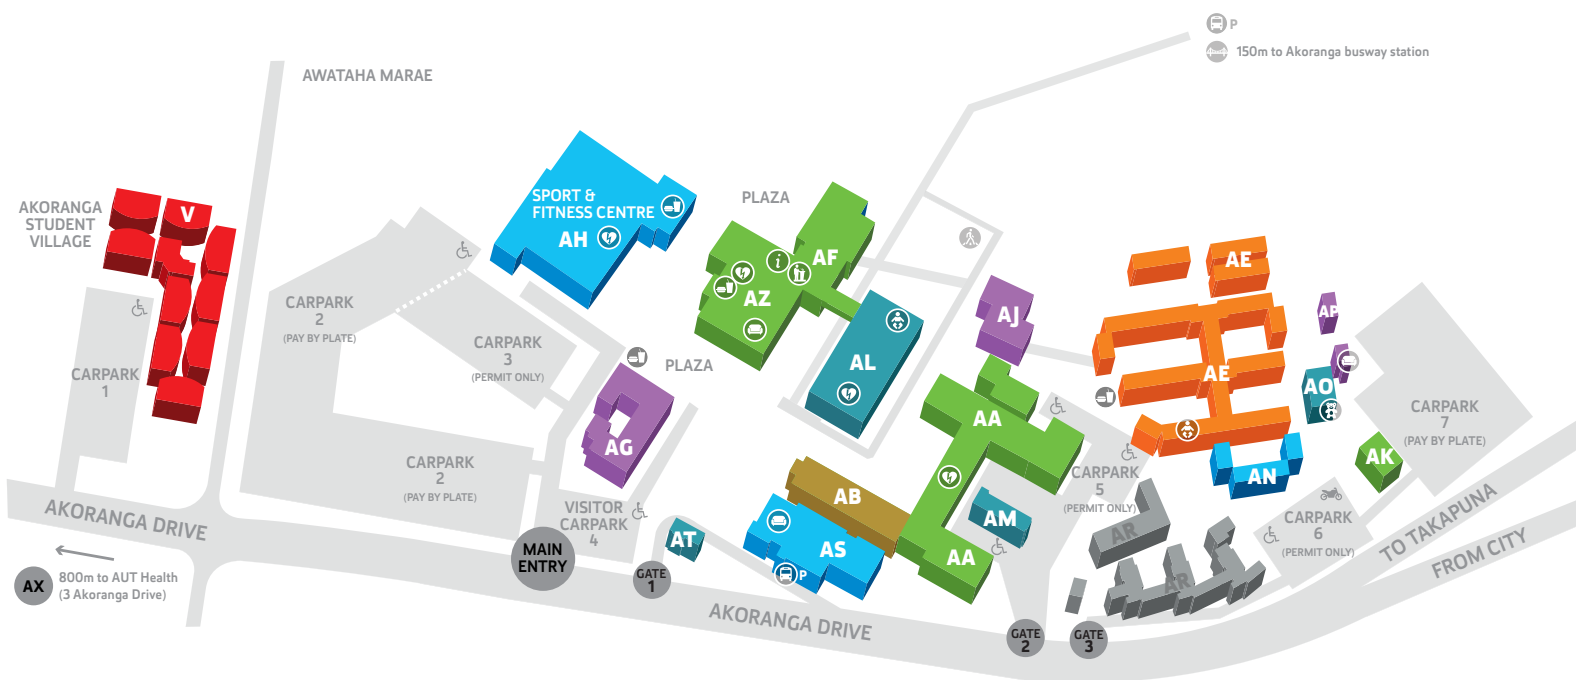 P
150m to Akoranga busway station
AWATAHA MARAE
AKORANGA
STUDENT
VILLAGE
V
SPORT &
FITNESS CENTRE
AH
PLAZA
AF
i
AZ
AL
AJ
AE
AE
AP
AO
AK
AN
CARPARK
1
CARPARK
2
(PAY BY PLATE)
CARPARK
3
(PERMIT ONLY)
PLAZA
AG
CARPARK
2
(PAY BY PLATE)
VISITOR
CARPARK
4
AT
AB
AS
P
AA
AA
AM
CARPARK
5
(PERMIT ONLY)
AR
AR
CARPARK
6
(PERMIT ONLY)
CARPARK
7
(PAY BY PLATE)
TO TAKAPUNA
FROM CITY
AKORANGA DRIVE
AX
800m to AUT Health
(3 Akoranga Drive)
MAIN
ENTRY
GATE
1
AKORANGA DRIVE
GATE
2
GATE
3